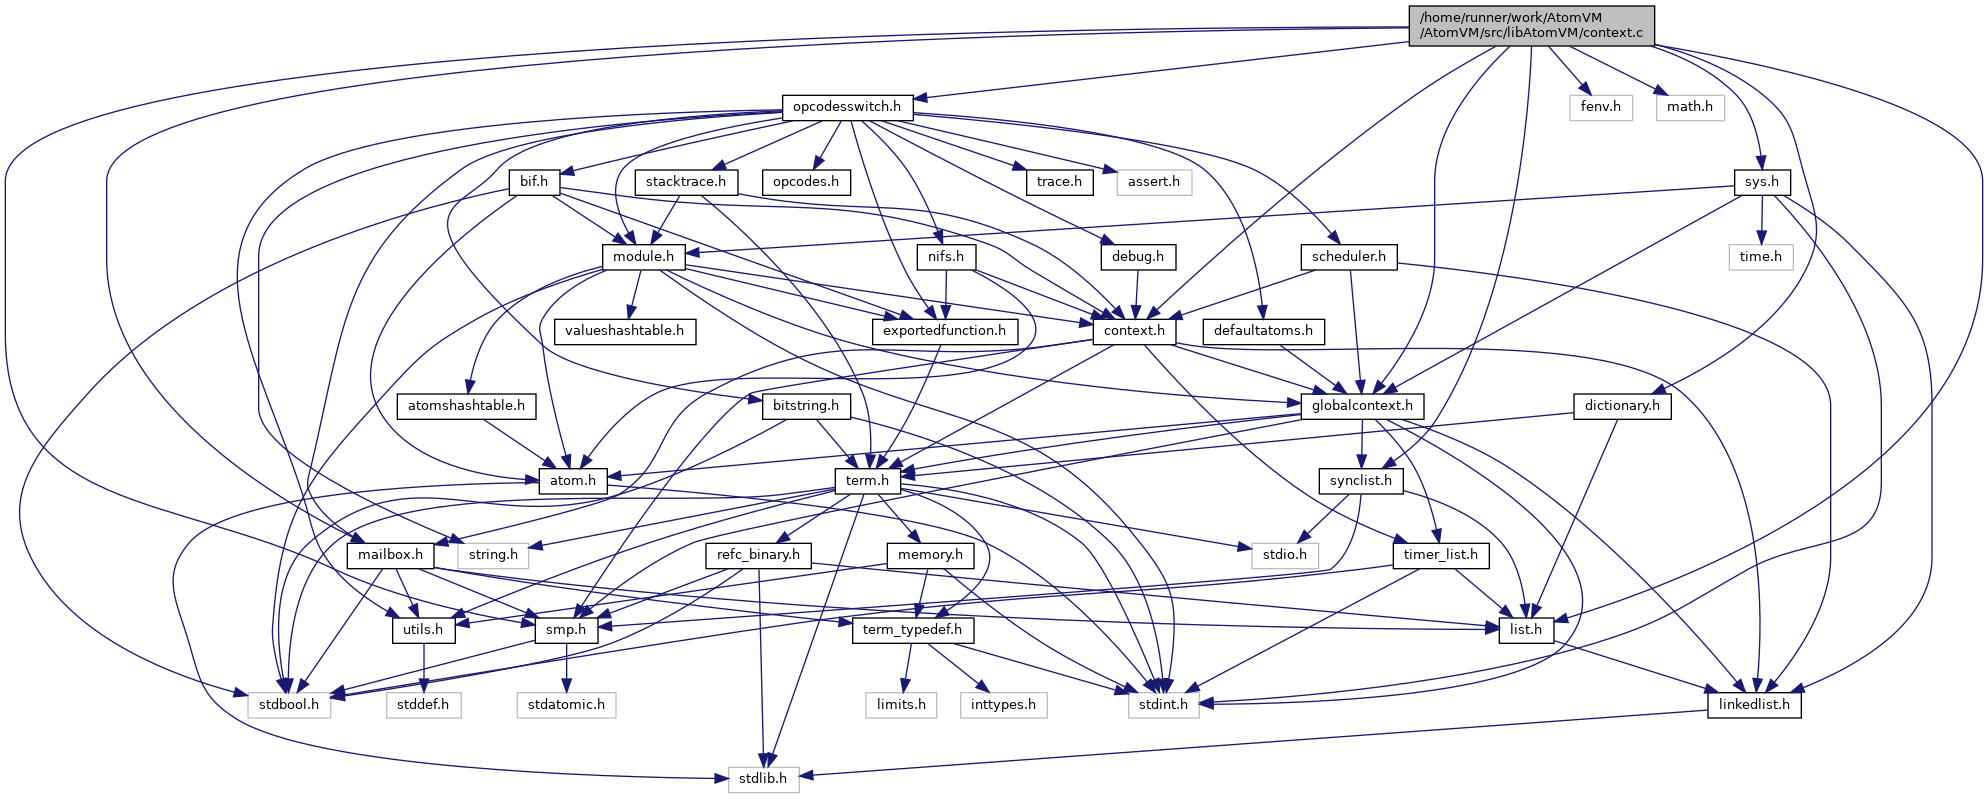 /home/runner/work/AtomVM
/AtomVM/src/libAtomVM/context.c
opcodesswitch.h
fenv.h
math.h
bif.h
stacktrace.h
opcodes.h
trace.h
assert.h
sys.h
module.h
nifs.h
debug.h
scheduler.h
time.h
valueshashtable.h
exportedfunction.h
context.h
defaultatoms.h
atomshashtable.h
bitstring.h
globalcontext.h
dictionary.h
atom.h
term.h
synclist.h
mailbox.h
string.h
refc_binary.h
memory.h
stdio.h
timer_list.h
utils.h
smp.h
term_typedef.h
list.h
stdbool.h
stddef.h
stdatomic.h
limits.h
inttypes.h
stdint.h
linkedlist.h
stdlib.h